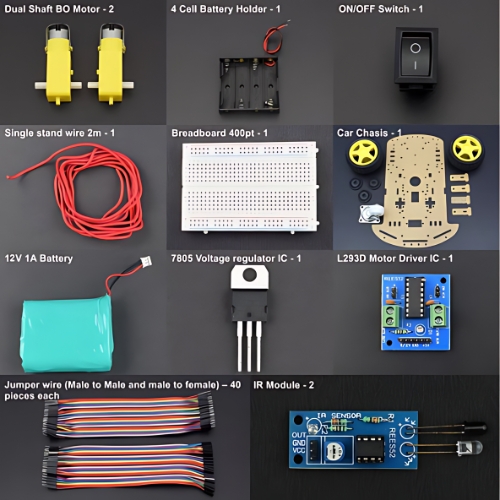 Dual Shaft BO Motor - 2
4 Cell Battery Holder - 1
ON/OFF Switch - 1
Single stand wire 2m - 1
Breadboard 400pt - 1
Car Chasis - 1
12V 1A Battery
7805 Voltage regulator IC - 1
L293D Motor Driver IC - 1
Jumper wire (Male to Male and male to female) – 40
pieces each
IR Module - 2
IR SENSOR
OUT
GND
VCC
REES52